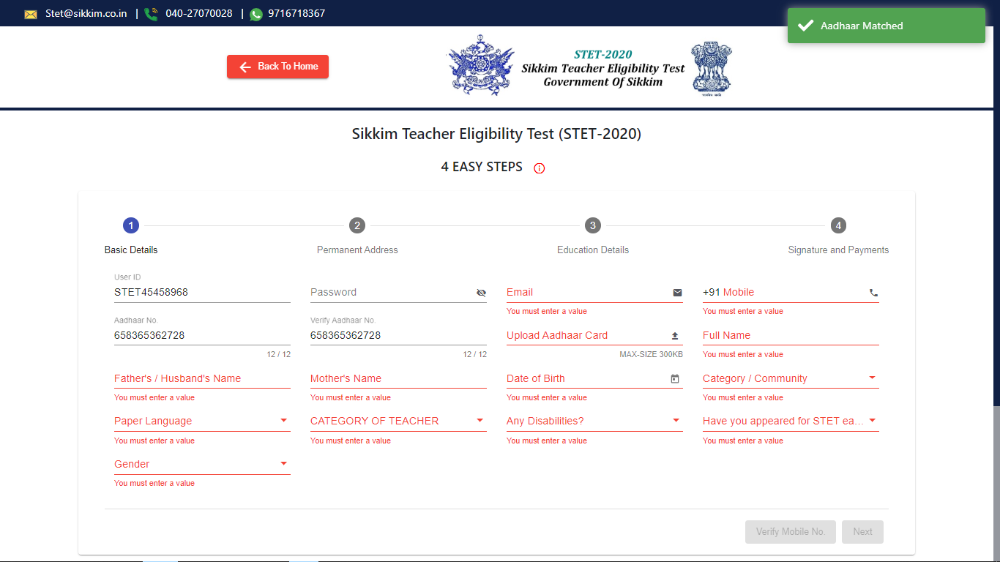 Stet@sikkim.co.in | 040-27070028 | 9716718367
Aadhaar Matched
Back To Home
STET-2020
Sikkim Teacher Eligibility Test
Government Of Sikkim
Sikkim Teacher Eligibility Test (STET-2020)
4 EASY STEPS
1 2 3 4
Basic Details Permanent Address Education Details Signature and Payments
User ID
STET45458968 Password Email +91 Mobile
You must enter a value You must enter a value
Aadhaar No. Verify Aadhaar No.
658365362728 658365362728 Upload Aadhaar Card Full Name
12 / 12 12 / 12 MAX-SIZE 300KB You must enter a value
Father's / Husband's Name Mother's Name Date of Birth Category / Community
You must enter a value You must enter a value You must enter a value You must enter a value
Paper Language CATEGORY OF TEACHER Any Disabilities? Have you appeared for STET ea...
You must enter a value You must enter a value You must enter a value You must enter a value
Gender
You must enter a value
Verify Mobile No. Next